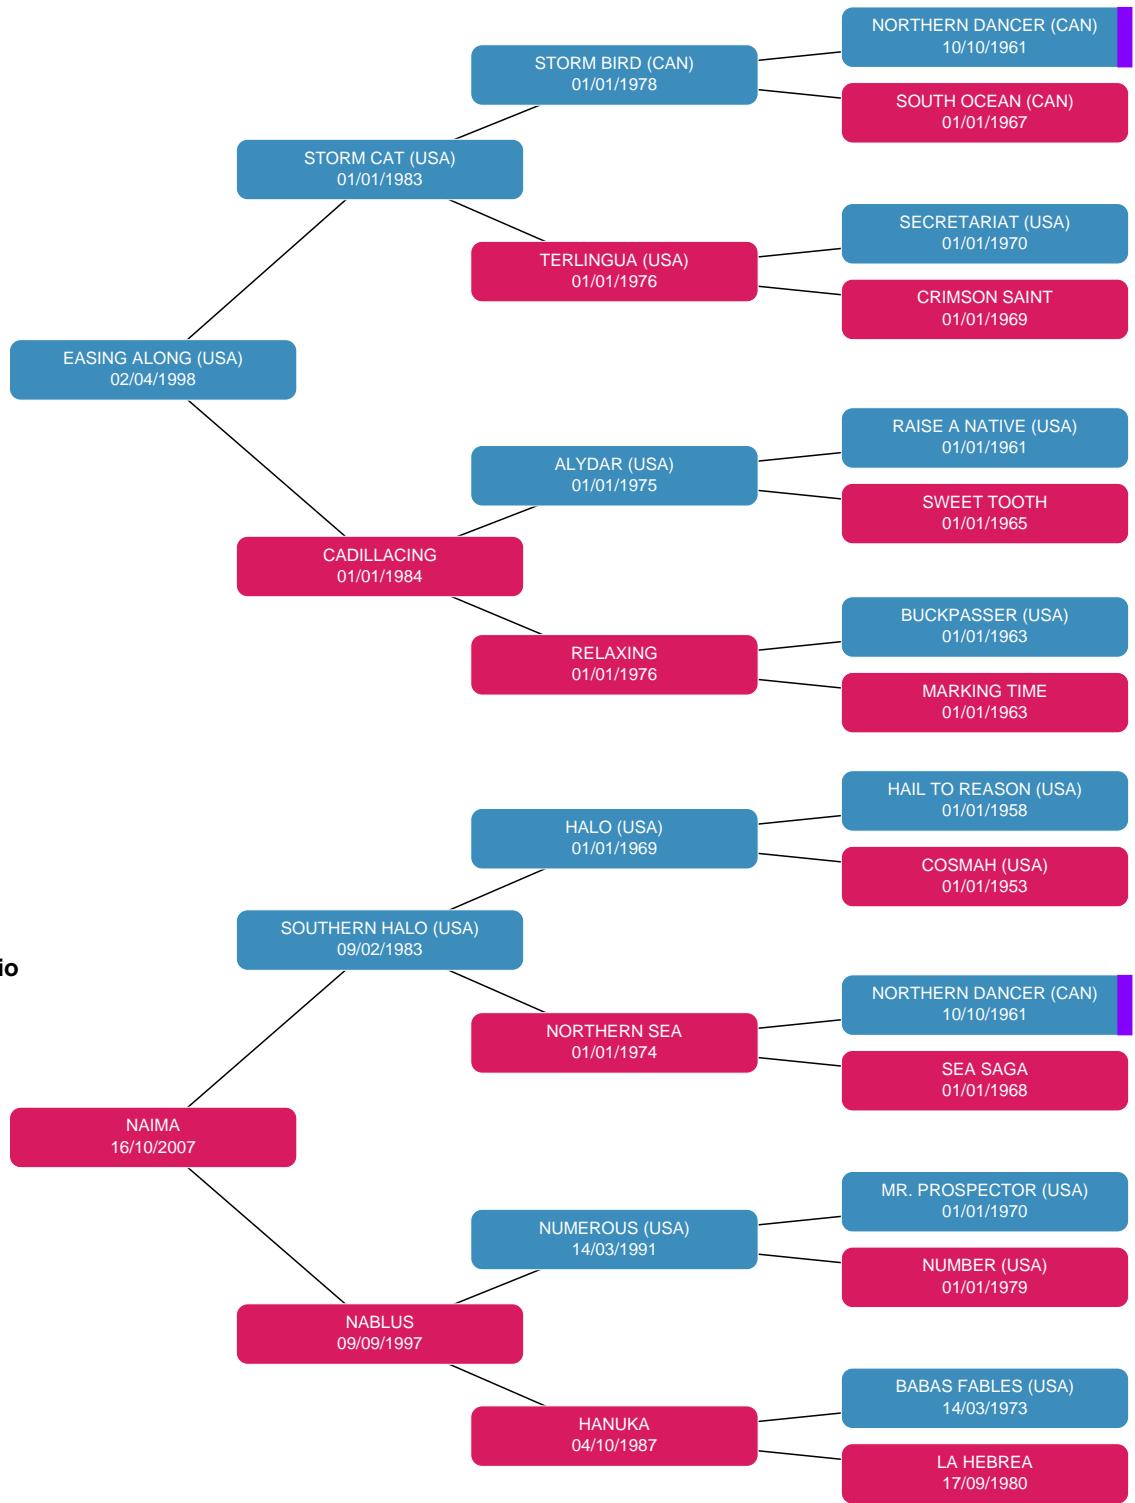 NORTHERN DANCER (CAN)
10/10/1961
STORM BIRD (CAN)
01/01/1978
SOUTH OCEAN (CAN)
01/01/1967
STORM CAT (USA)
01/01/1983
SECRETARIAT (USA)
01/01/1970
TERLINGUA (USA)
01/01/1976
CRIMSON SAINT
01/01/1969
EASING ALONG (USA)
02/04/1998
RAISE A NATIVE (USA)
01/01/1961
ALYDAR (USA)
01/01/1975
SWEET TOOTH
01/01/1965
CADILLACING
01/01/1984
BUCKPASSER (USA)
01/01/1963
RELAXING
01/01/1976
MARKING TIME
01/01/1963
HAIL TO REASON (USA)
01/01/1958
HALO (USA)
01/01/1969
COSMAH (USA)
01/01/1953
SOUTHERN HALO (USA)
09/02/1983
io
NORTHERN DANCER (CAN)
10/10/1961
NORTHERN SEA
01/01/1974
SEA SAGA
01/01/1968
NAIMA
16/10/2007
MR. PROSPECTOR (USA)
01/01/1970
NUMEROUS (USA)
14/03/1991
NUMBER (USA)
01/01/1979
NABLUS
09/09/1997
BABAS FABLES (USA)
14/03/1973
HANUKA
04/10/1987
LA HEBREA
17/09/1980